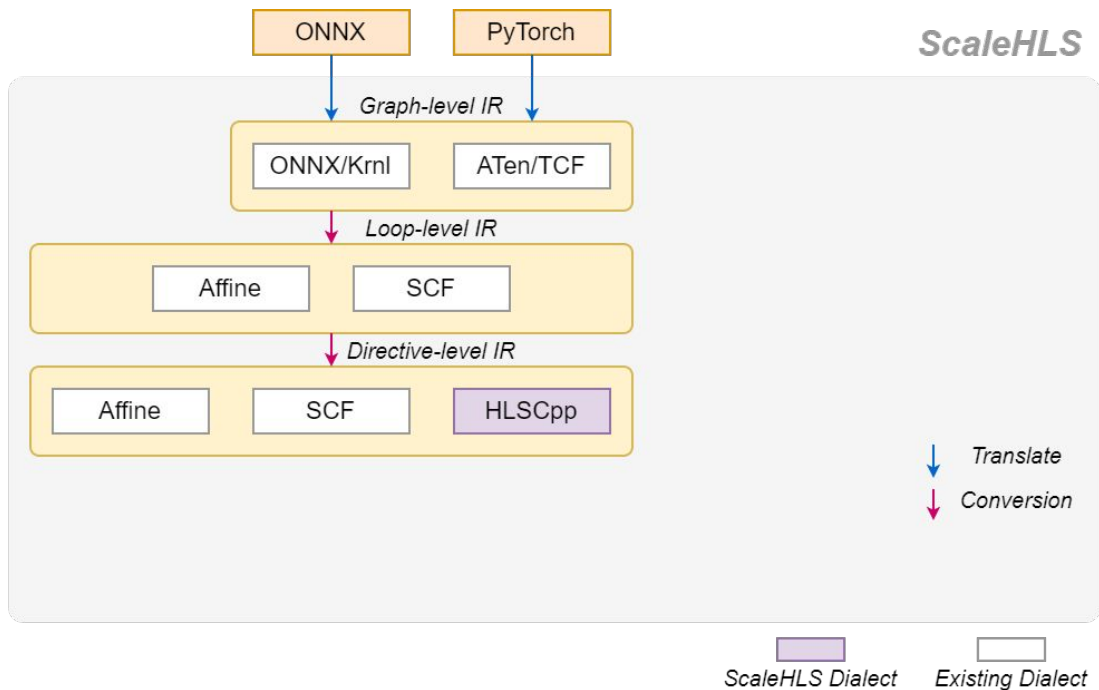 ONNX
PyTorch
ScaleHLS
Graph-level IR
ONNX/Krnl
ATen/TCF
Loop-level IR
Affine
SCF
Directive-level IR
Affine
SCF
HLSCpp
Translate
Conversion
ScaleHLS Dialect
Existing Dialect